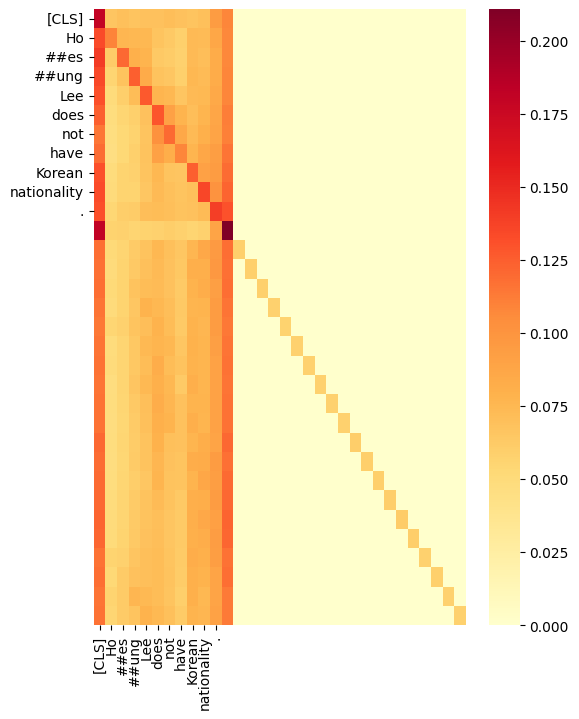 [CLS]
Ho
##es
##ung
Lee
does
not
have
Korean
nationality
.
[CLS]
Ho
##es
##ung
Lee
does
not
have
Korean
nationality
.
0.200
0.175
0.150
0.125
0.100
0.075
0.050
0.025
0.000